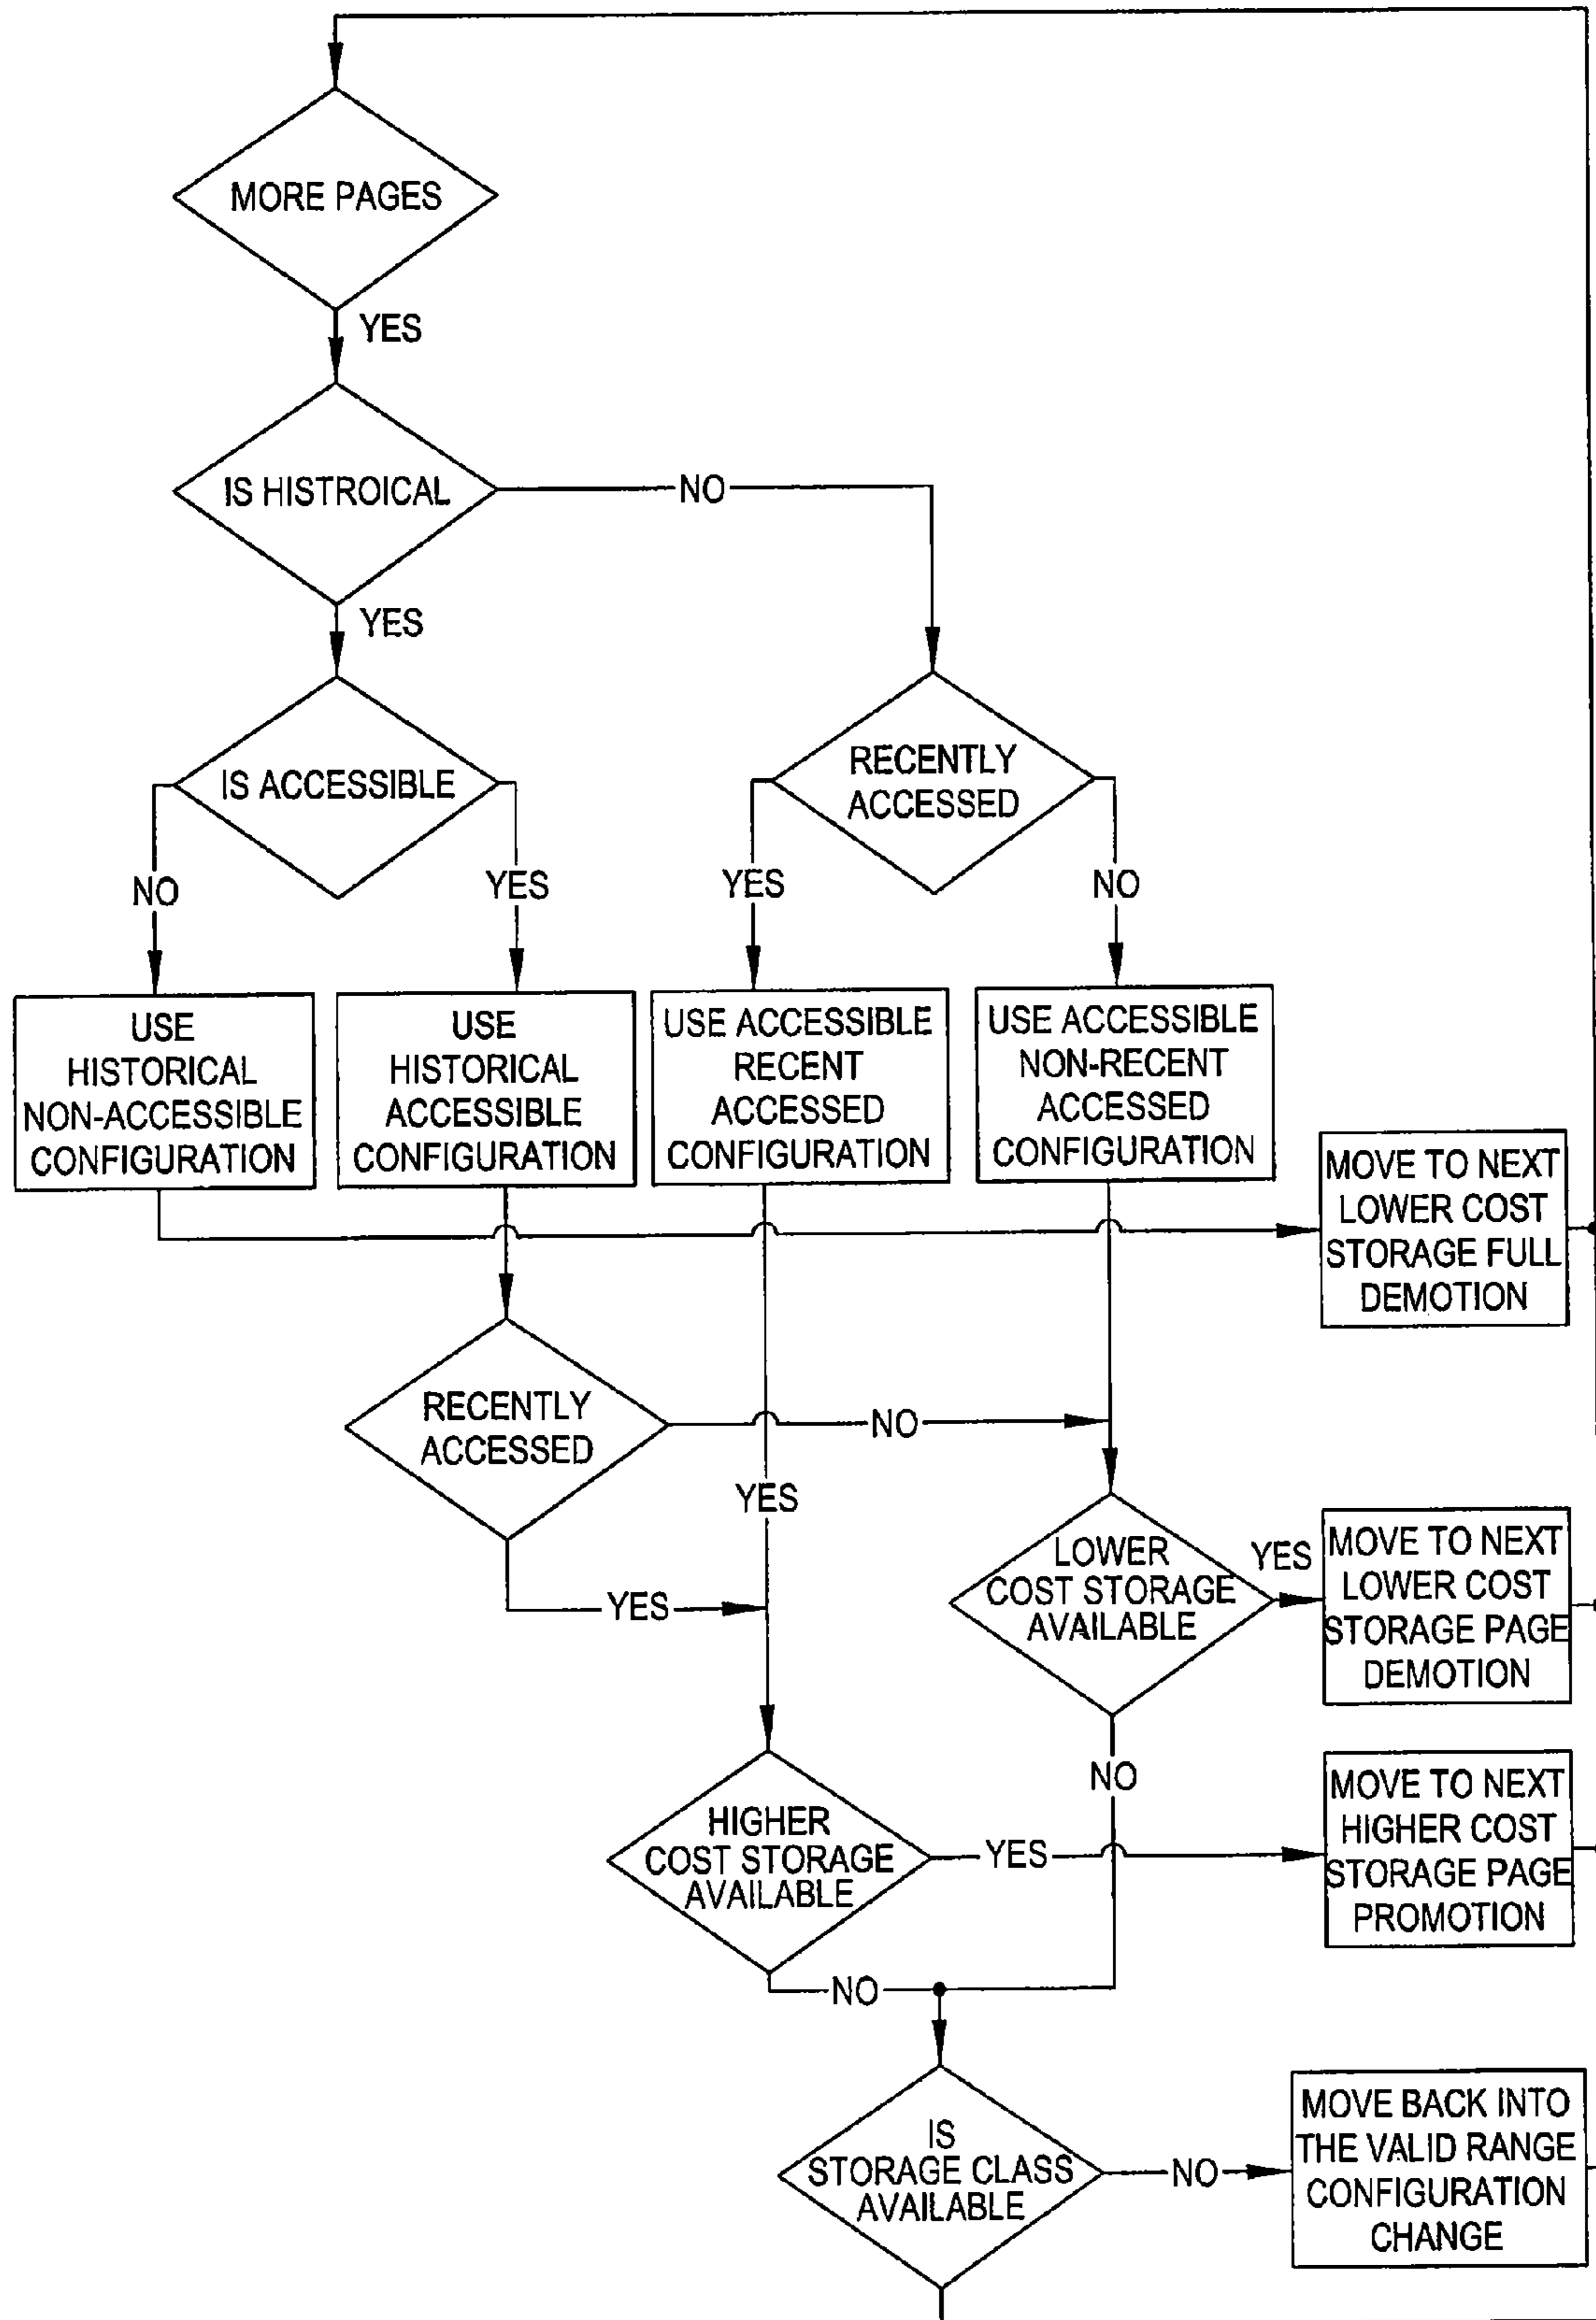 MORE PAGES
YES
IS HISTROICAL
NO
YES
IS ACCESSIBLE
RECENTLY
ACCESSED
NO
YES
YES
NO
USE
HISTORICAL
NON-ACCESSIBLE
CONFIGURATION
USE
HISTORICAL
ACCESSIBLE
CONFIGURATION
USE ACCESSIBLE
RECENT
ACCESSED
CONFIGURATION
USE ACCESSIBLE
NON-RECENT
ACCESSED
CONFIGURATION
MOVE TO NEXT
LOWER COST
STORAGE FULL
DEMOTION
RECENTLY
ACCESSED
NO
YES
YES
LOWER
COST STORAGE
AVAILABLE
YES
MOVE TO NEXT
LOWER COST
STORAGE PAGE
DEMOTION
NO
HIGHER
COST STORAGE
AVAILABLE
YES
MOVE TO NEXT
HIGHER COST
STORAGE PAGE
PROMOTION
NO
IS
STORAGE CLASS
AVAILABLE
NO
MOVE BACK INTO
THE VALID RANGE
CONFIGURATION
CHANGE